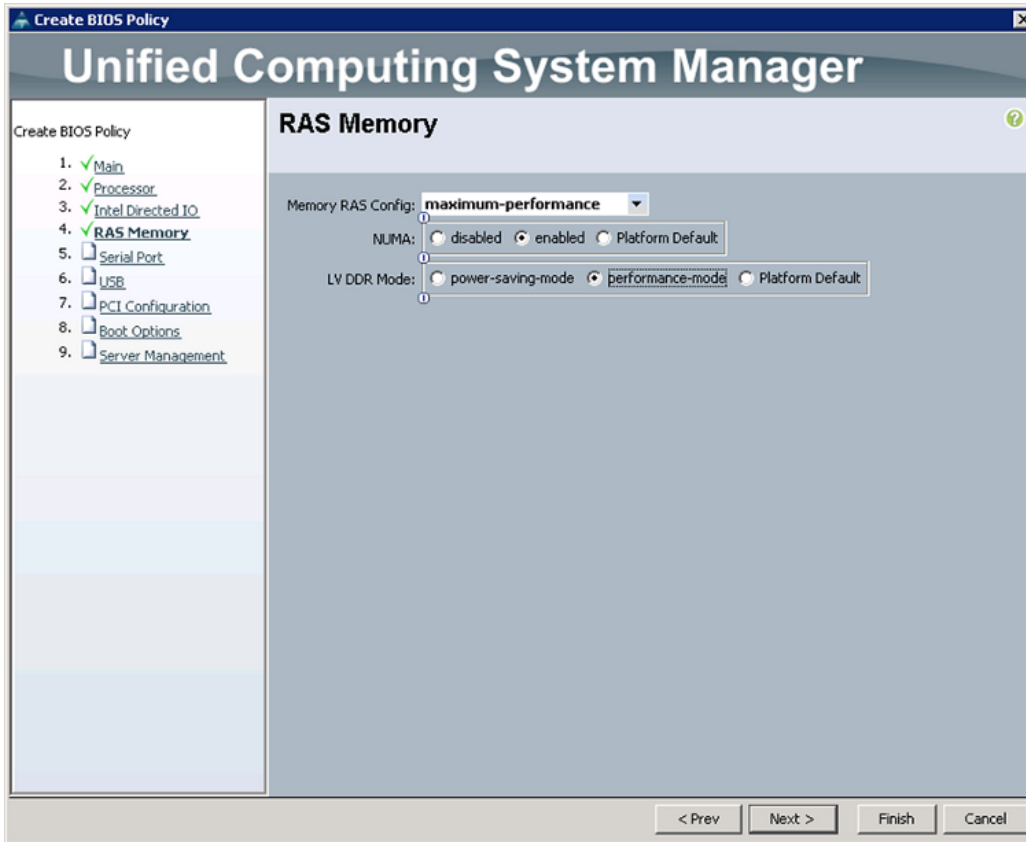 Create BIOS Policy
Unified Computing System Manager
Create BIOS Policy
1. Main
2. Processor
3. Intel Directed IO
4. RAS Memory
5. Serial Port
6. USB
7. PCI Configuration
8. Boot Options
9. Server Management
RAS Memory
Memory RAS Config: maximum-performance
NUMA: disabled enabled Platform Default
LV DDR Mode: power-saving-mode performance-mode Platform Default
< Prev Next > Finish Cancel